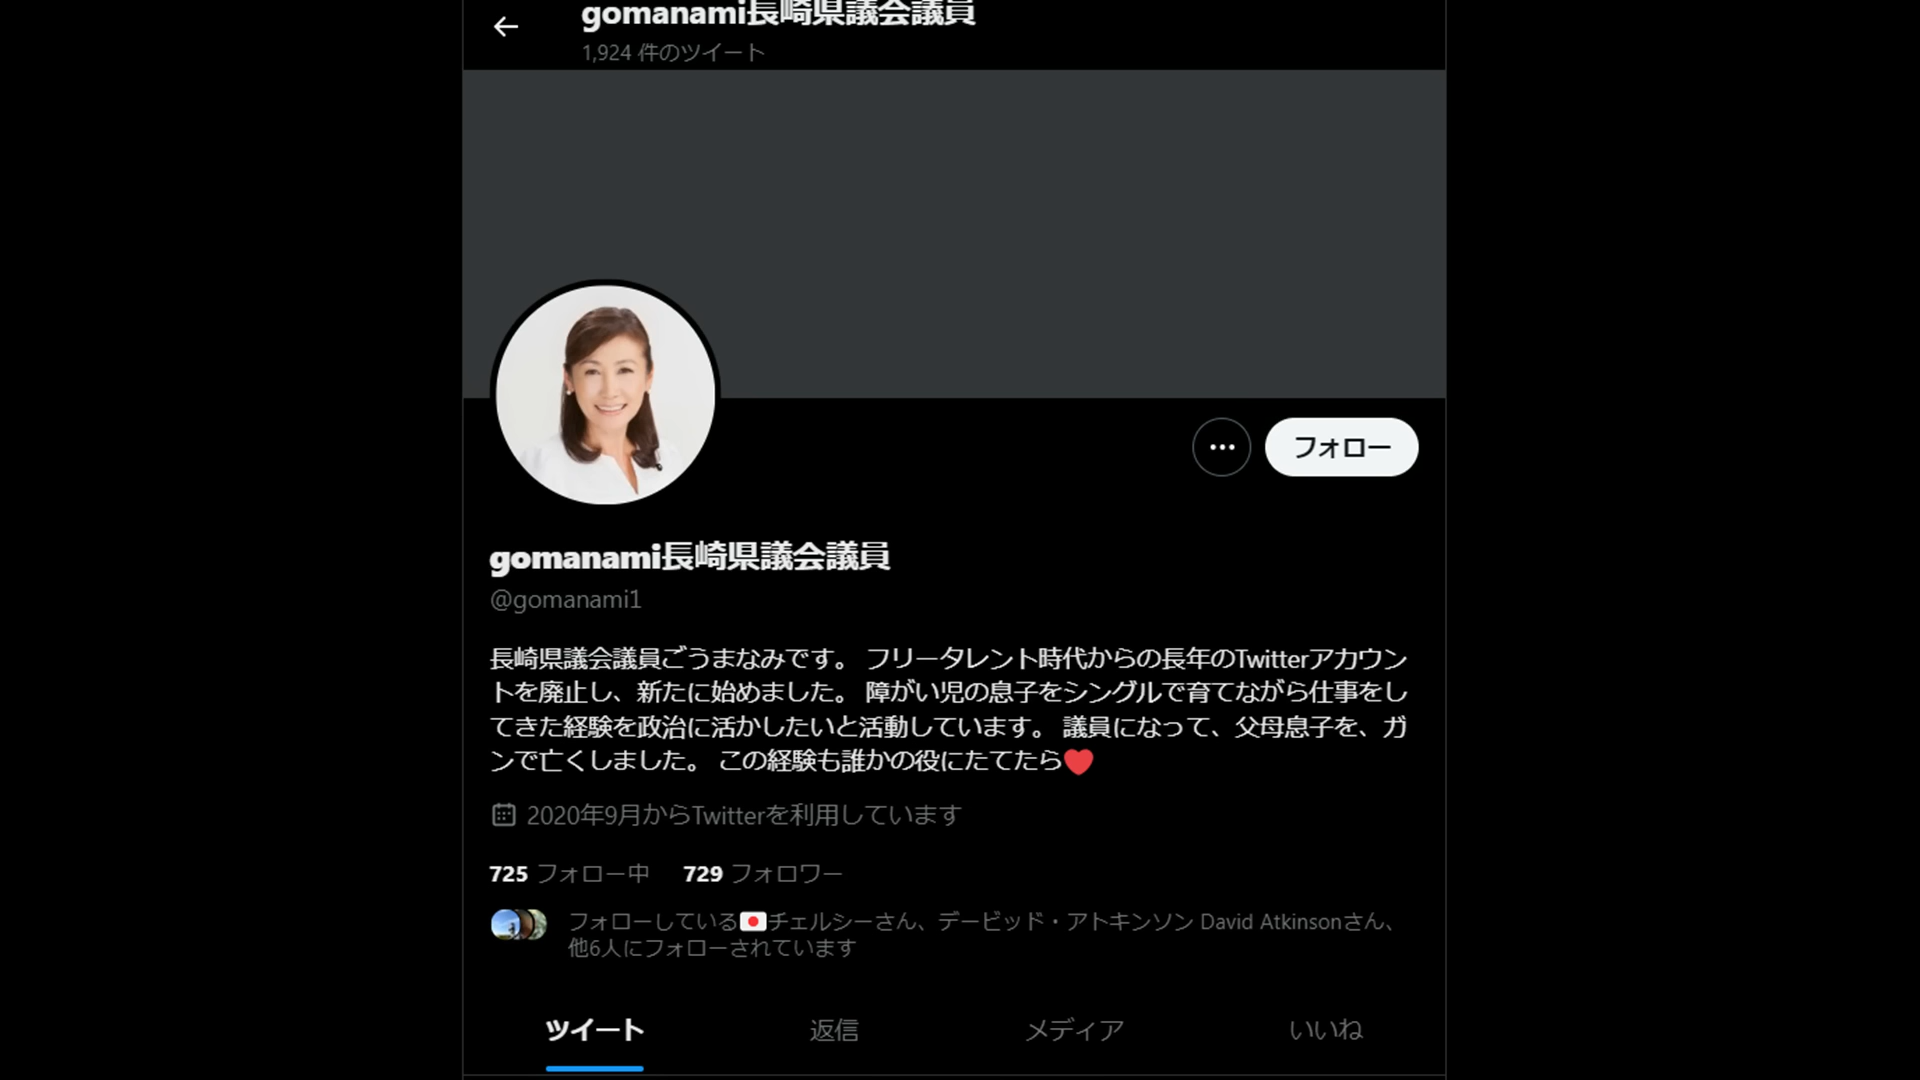 gomanami長崎県議会議員
1,924 件のツイート
フォロー
gomanami長崎県議会議員
@gomanami1
長崎県議会議員ごうまなみです。 フリータレント時代からの長年のTwitterアカウン
トを廃止し、新たに始めました。 障がい児の息子をシングルで育てながら仕事をし
てきた経験を政治に活かしたいと活動しています。 議員になって、父母息子を、ガ
ンで亡くしました。 この経験も誰かの役にたてたら❤️
2020年9月からTwitterを利用しています
725 フォロー中 729 フォロワー
フォローしている🇯🇵チェルシーさん、デービッド・アトキンソン David Atkinsonさん、
他6人にフォローされています
ツイート 返信 メディア いいね